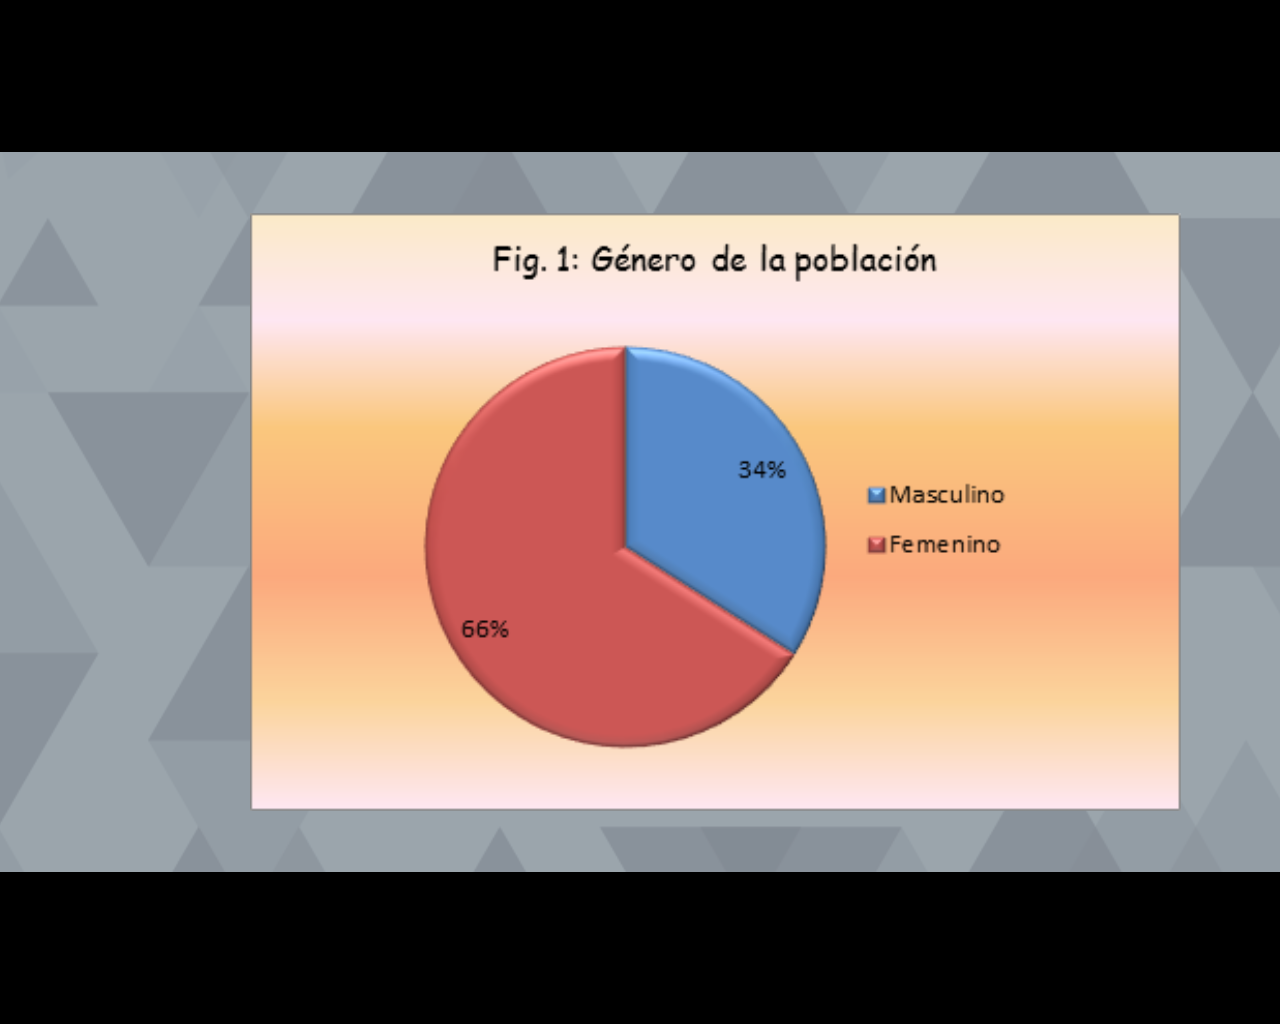 Fig. 1: Género de la población
34%
Masculino
Femenino
66%